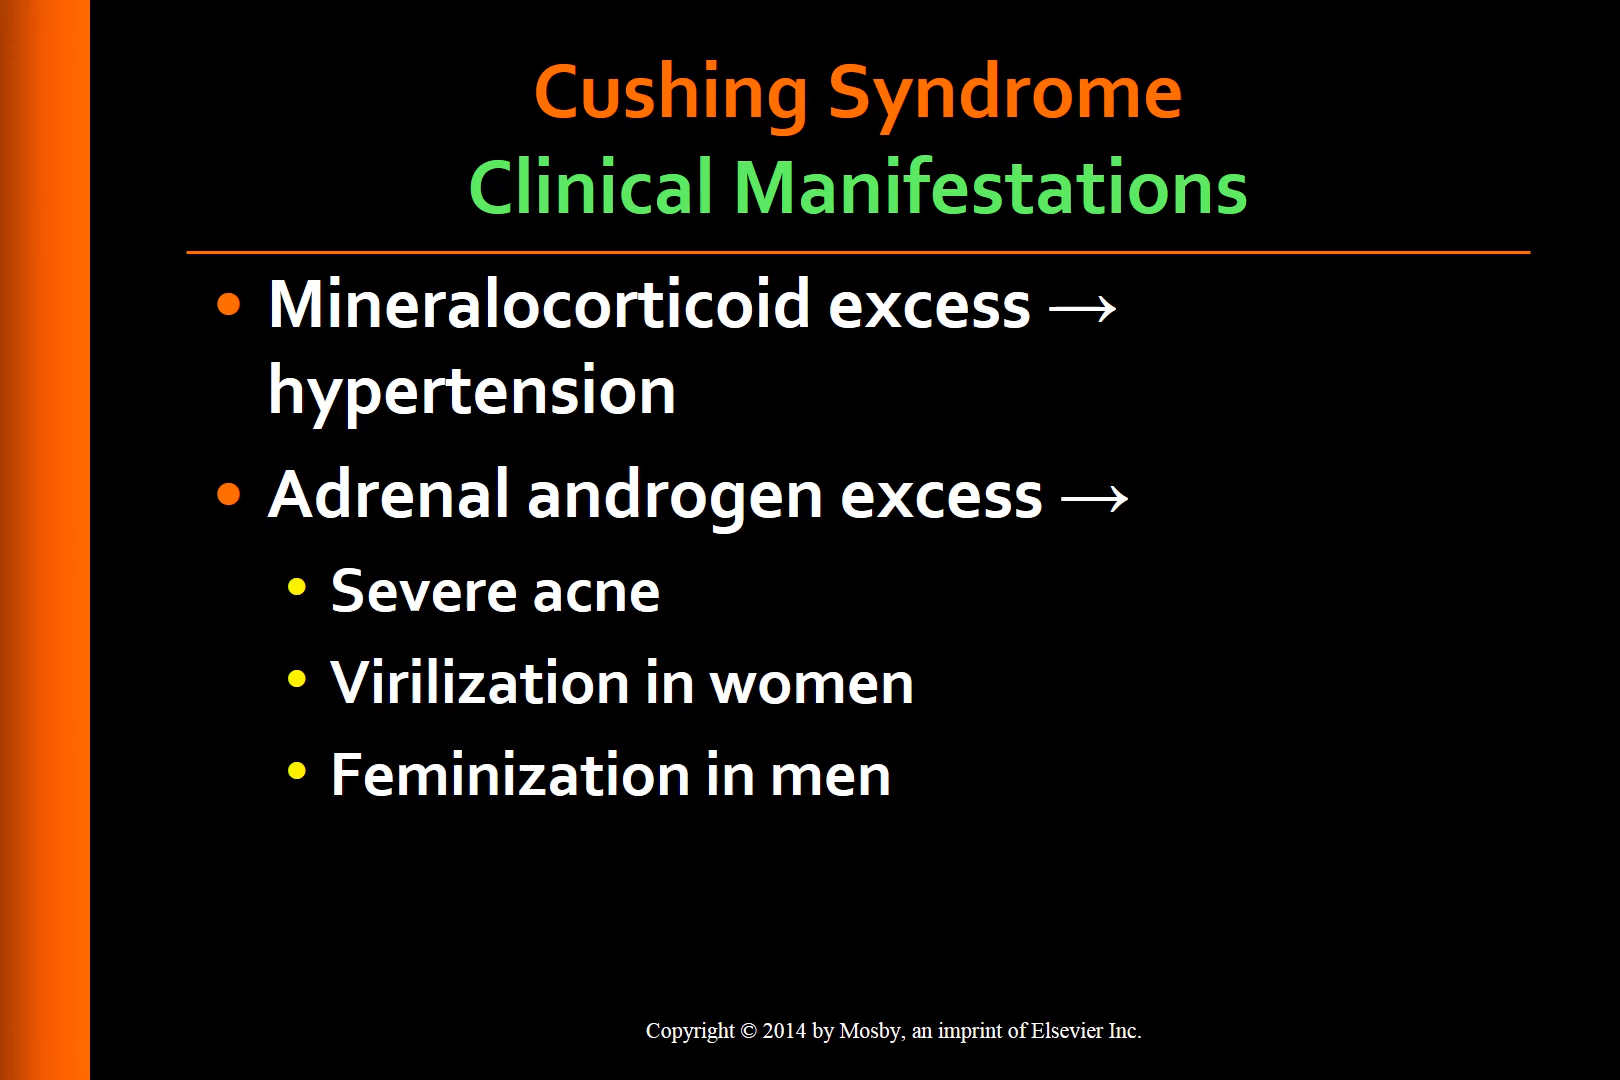 Cushing Syndrome
Clinical Manifestations
• Mineralocorticoid excess →
hypertension
• Adrenal androgen excess →
• Severe acne
• Virilization in women
• Feminization in men
Copyright © 2014 by Mosby, an imprint of Elsevier Inc.